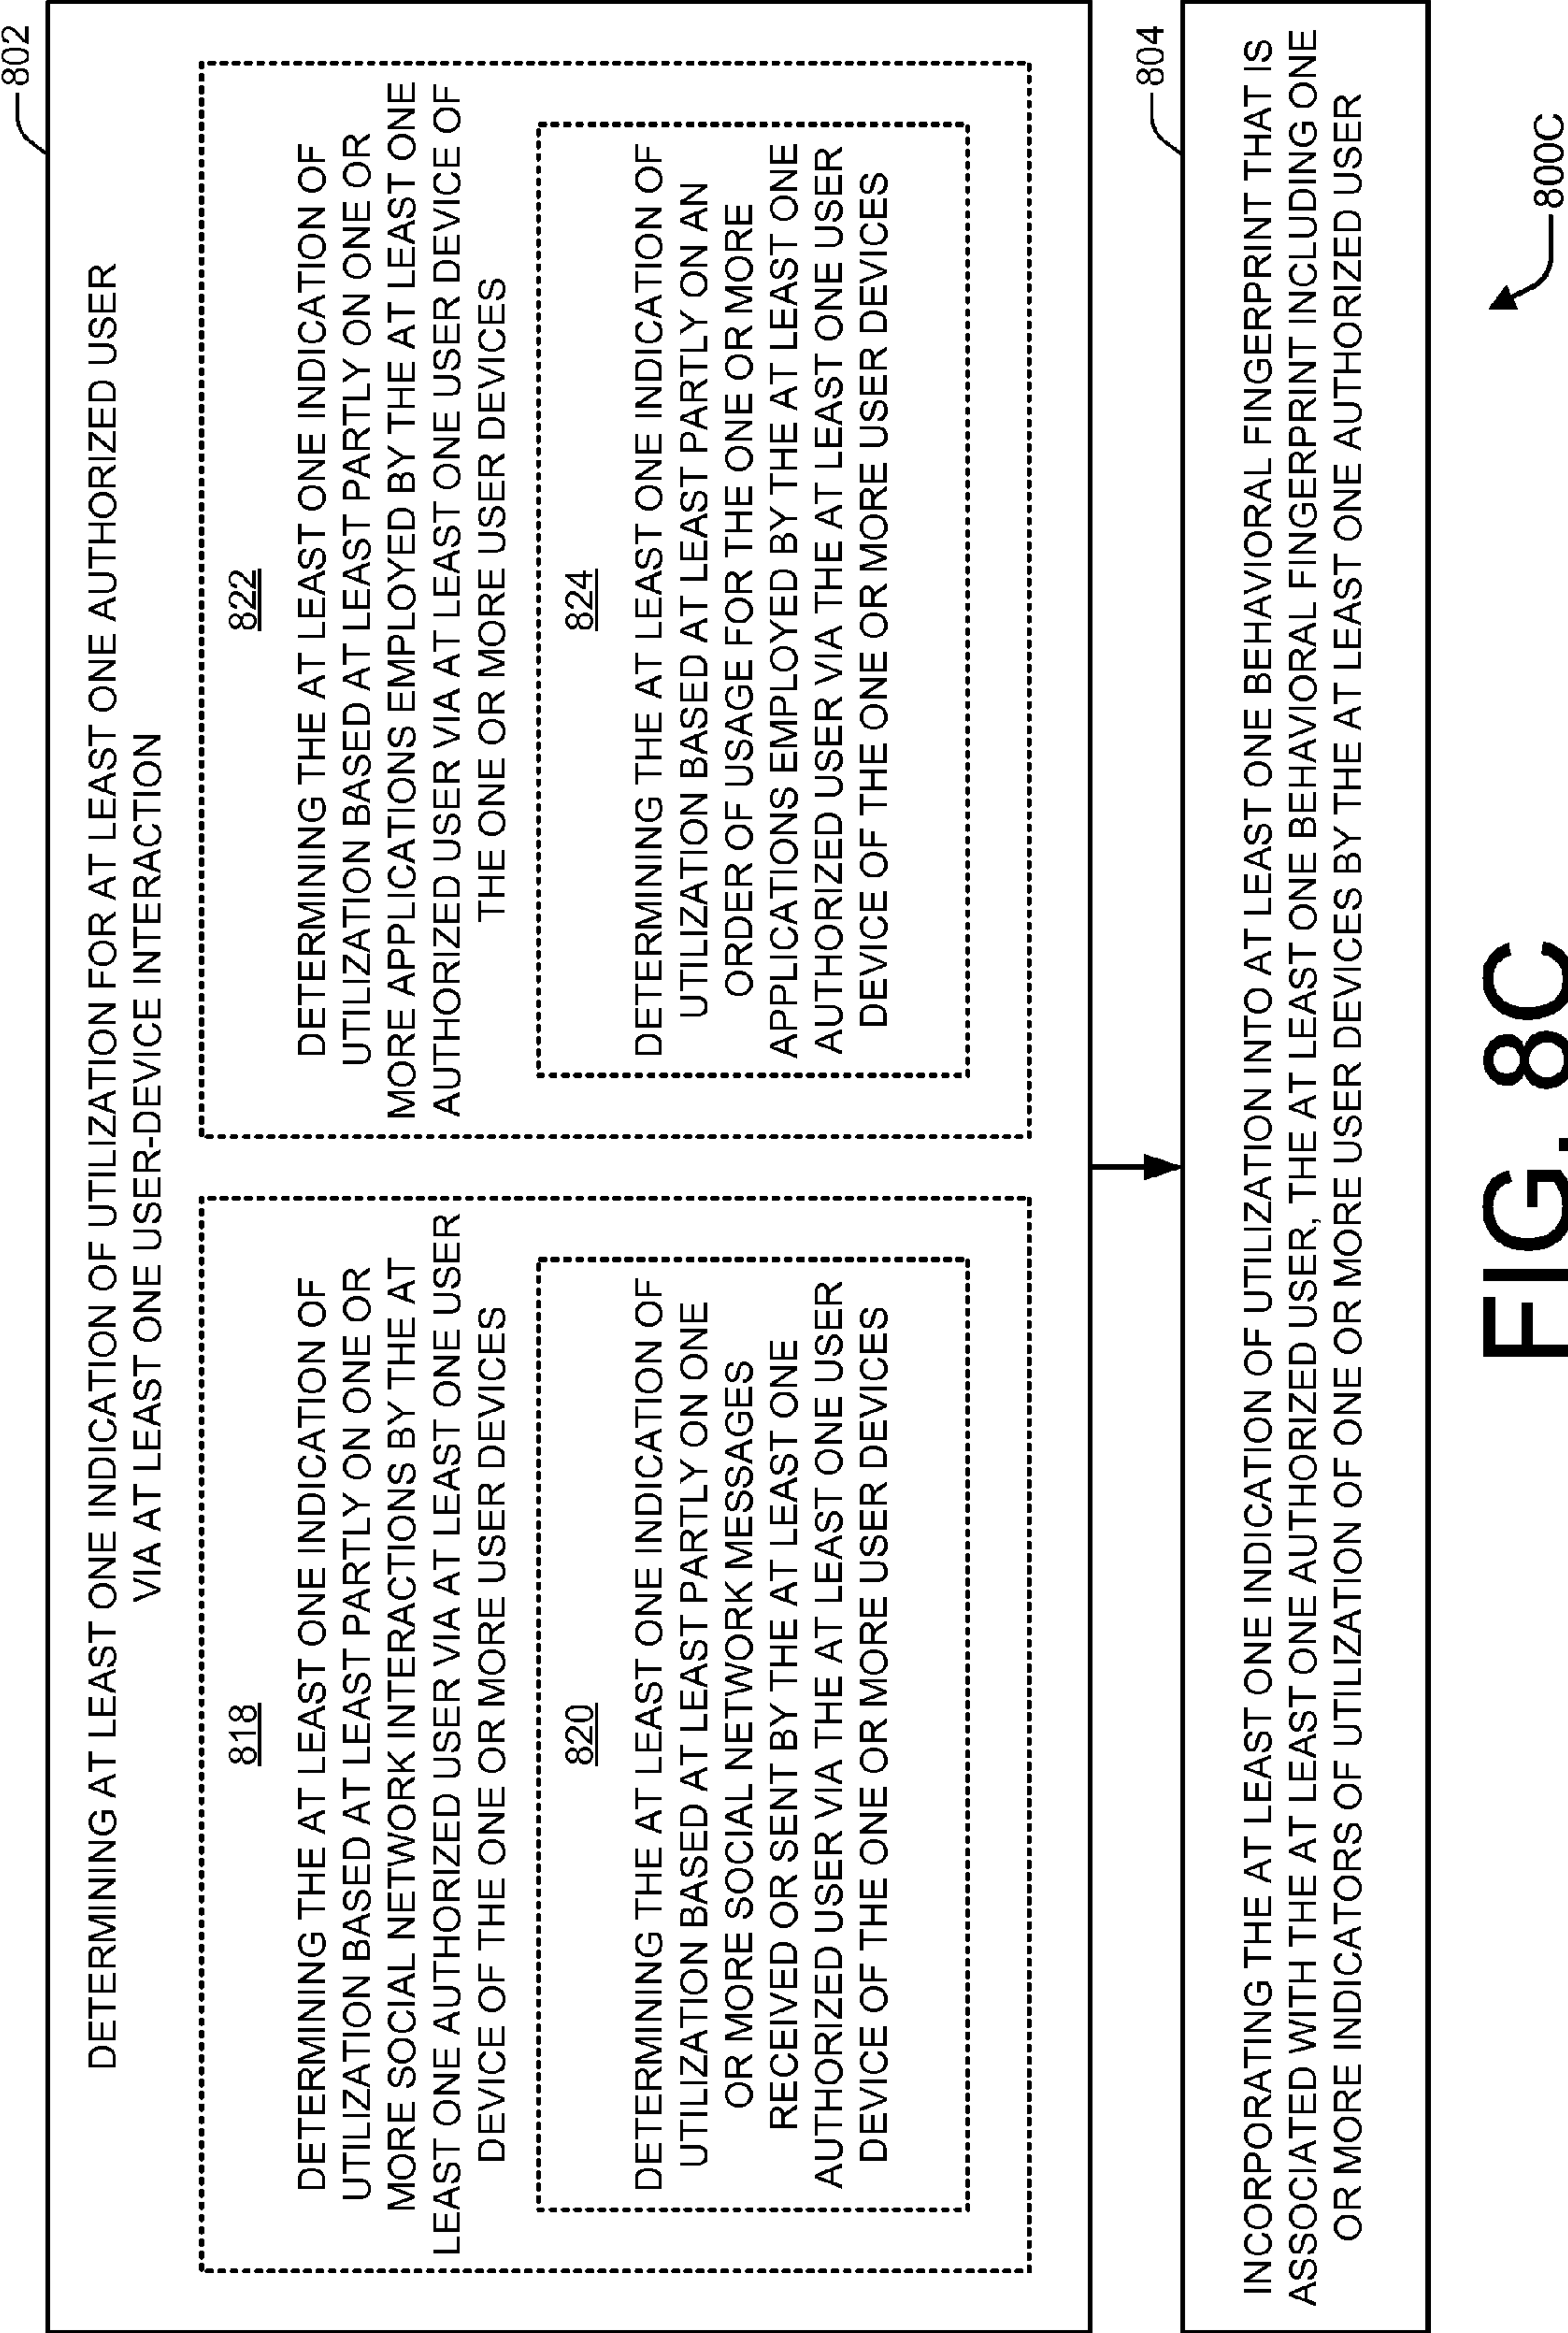 802
DETERMINING AT LEAST ONE INDICATION OF UTILIZATION FOR AT LEAST ONE AUTHORIZED USER
VIA AT LEAST ONE USER-DEVICE INTERACTION
818
DETERMINING THE AT LEAST ONE INDICATION OF
UTILIZATION BASED AT LEAST PARTLY ON ONE OR
MORE SOCIAL NETWORK INTERACTIONS BY THE AT
LEAST ONE AUTHORIZED USER VIA AT LEAST ONE USER
DEVICE OF THE ONE OR MORE USER DEVICES
820
DETERMINING THE AT LEAST ONE INDICATION OF
UTILIZATION BASED AT LEAST PARTLY ON ONE
OR MORE SOCIAL NETWORK MESSAGES
RECEIVED OR SENT BY THE AT LEAST ONE
AUTHORIZED USER VIA THE AT LEAST ONE USER
DEVICE OF THE ONE OR MORE USER DEVICES
822
DETERMINING THE AT LEAST ONE INDICATION OF
UTILIZATION BASED AT LEAST PARTLY ON ONE OR
MORE APPLICATIONS EMPLOYED BY THE AT LEAST ONE
AUTHORIZED USER VIA AT LEAST ONE USER DEVICE OF
THE ONE OR MORE USER DEVICES
824
DETERMINING THE AT LEAST ONE INDICATION OF
UTILIZATION BASED AT LEAST PARTLY ON AN
ORDER OF USAGE FOR THE ONE OR MORE
APPLICATIONS EMPLOYED BY THE AT LEAST ONE
AUTHORIZED USER VIA THE AT LEAST ONE USER
DEVICE OF THE ONE OR MORE USER DEVICES
804
INCORPORATING THE AT LEAST ONE INDICATION OF UTILIZATION INTO AT LEAST ONE BEHAVIORAL FINGERPRINT THAT IS
ASSOCIATED WITH THE AT LEAST ONE AUTHORIZED USER, THE AT LEAST ONE BEHAVIORAL FINGERPRINT INCLUDING ONE
OR MORE INDICATORS OF UTILIZATION OF ONE OR MORE USER DEVICES BY THE AT LEAST ONE AUTHORIZED USER
800C
FIG. 8C